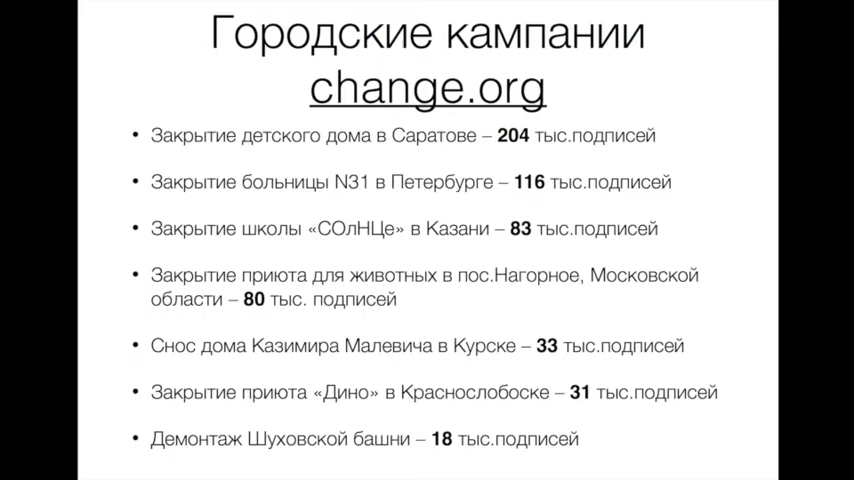 Городские кампании
change.org
• Закрытие детского дома в Саратове – 204 тыс.подписей
• Закрытие больницы N31 в Петербурге – 116 тыс.подписей
• Закрытие школы «СОлНЦе» в Казани – 83 тыс.подписей
• Закрытие приюта для животных в пос.Нагорное, Московской
области – 80 тыс. подписей
• Снос дома Казимира Малевича в Курске – 33 тыс.подписей
• Закрытие приюта «Дино» в Краснослобоске – 31 тыс.подписей
• Демонтаж Шуховской башни – 18 тыс.подписей